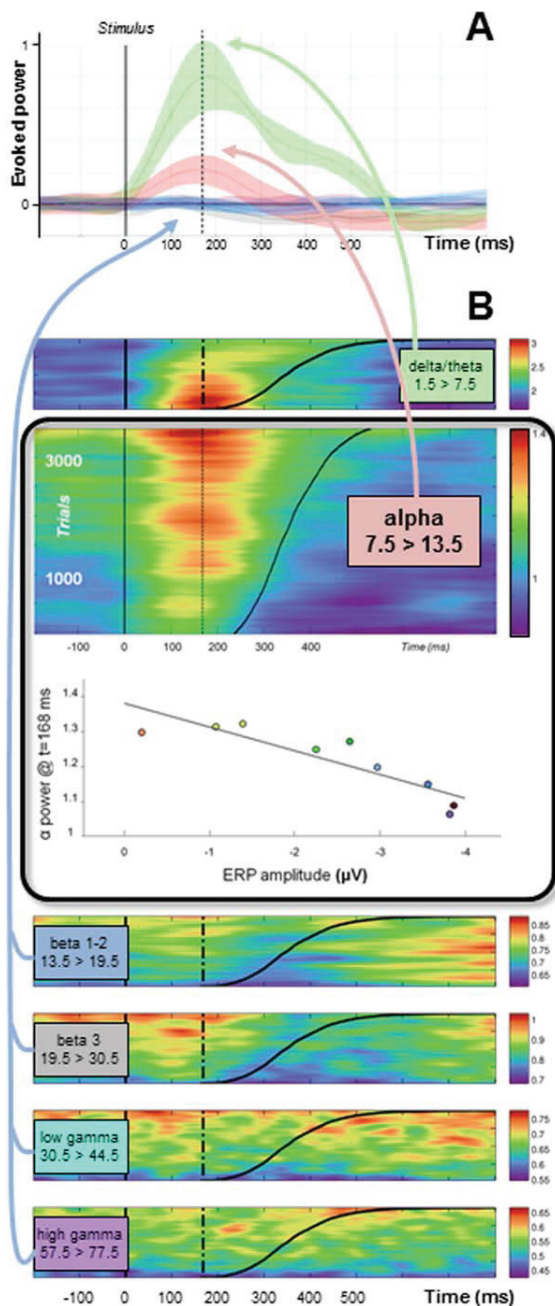 A
Stimulus
Evoked power
1
0
0 100 200 300 400 500 Time (ms)
B
delta/theta
1.5 > 7.5
3
2.5
2
3000
Trials
1000
alpha
7.5 > 13.5
1.4
1
-100 0 100 200 300 400 Time (ms)
α power @ t=168 ms
1.4
1.3
1.2
1.1
1
0 -1 -2 -3 -4
ERP amplitude (µV)
beta 1-2
13.5 > 19.5
0.85
0.8
0.75
0.7
0.65
beta 3
19.5 > 30.5
1
0.9
0.8
0.7
low gamma
30.5 > 44.5
0.75
0.7
0.65
0.6
0.55
high gamma
57.5 > 77.5
0.65
0.6
0.55
0.5
0.45
-100 0 100 200 300 400 500 Time (ms)